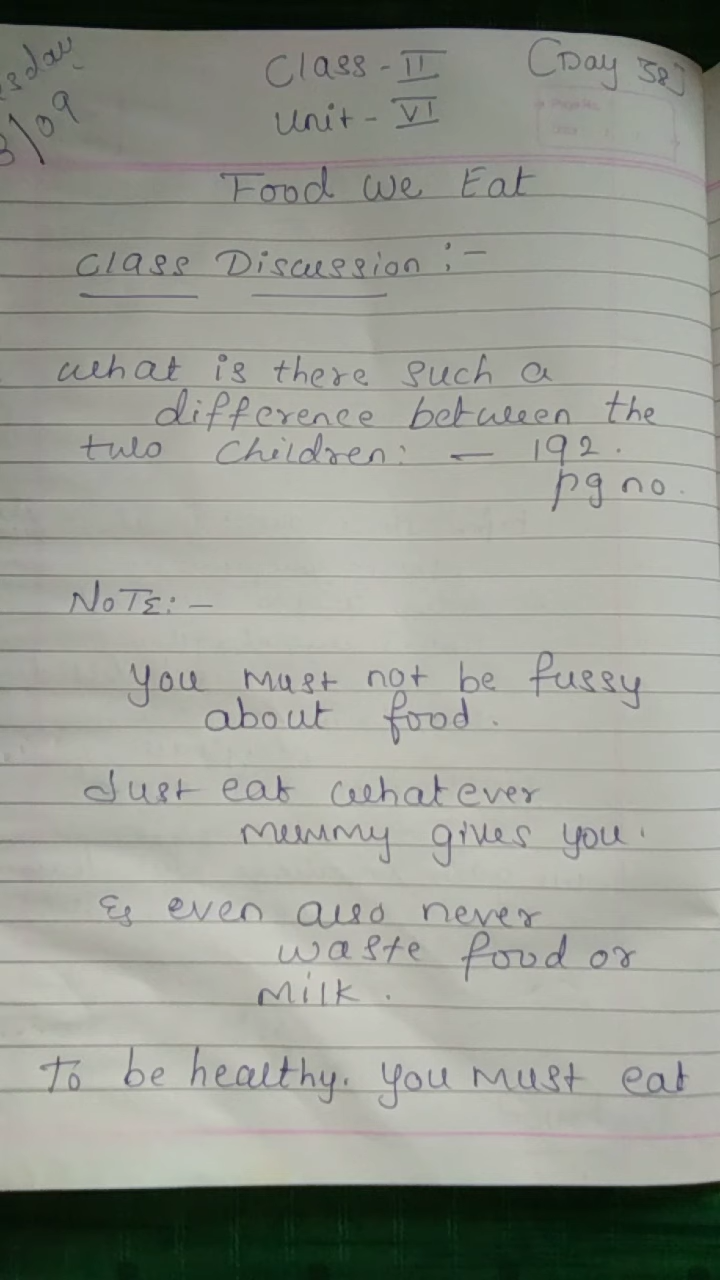 Class - II
[Day 38]
Unit - VI
Food We Eat
Class Discussion :-
what is there such a
difference between the
two children: - 192.
pg no.
NOTE: -
you must not be fussy
about food.
Just eat whatever
mummy gives you.
& even also never
waste food or
milk.
To be healthy. you must eat